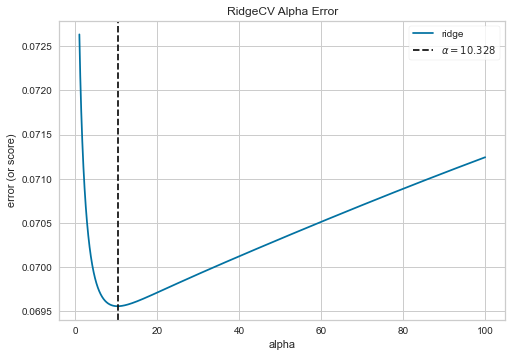 RidgeCV Alpha Error
ridge
α = 10.328
error (or score)
0.0725
0.0720
0.0715
0.0710
0.0705
0.0700
0.0695
0 20 40 60 80 100
alpha